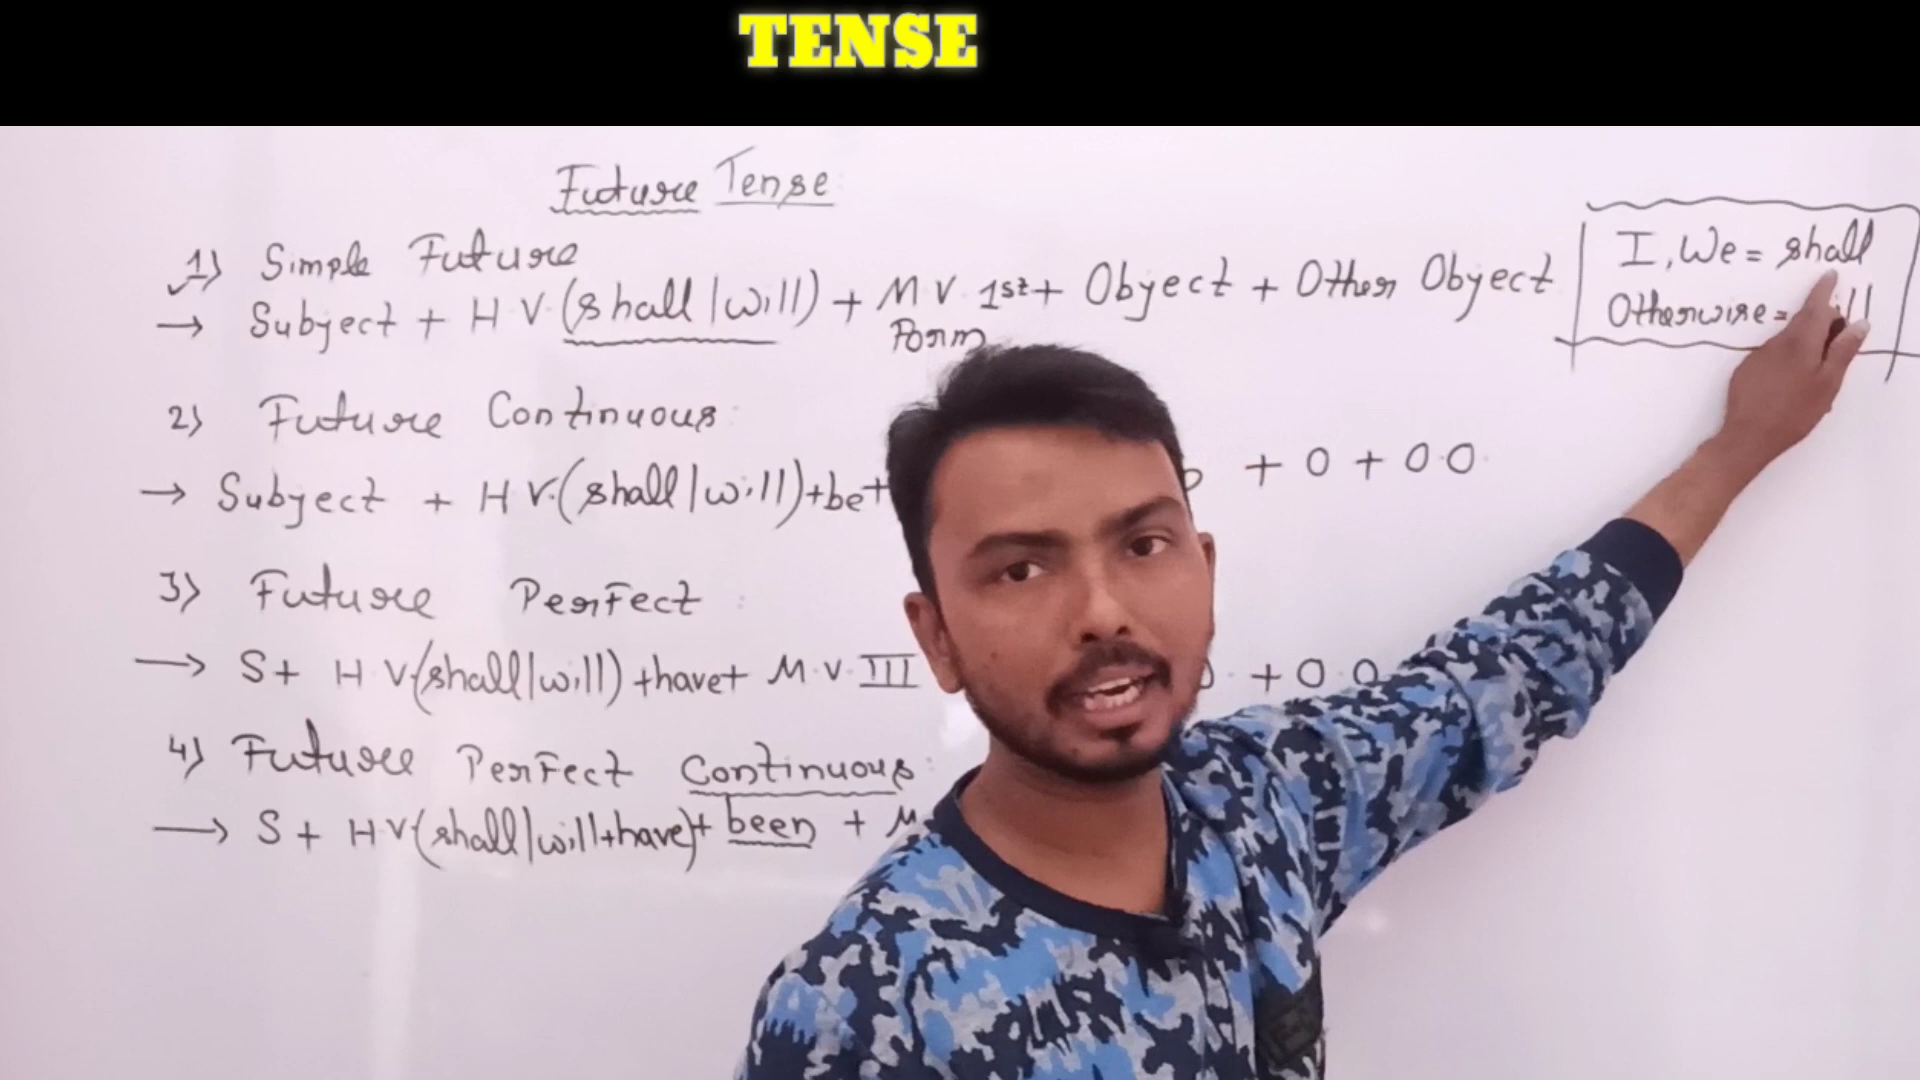 TENSE
Future Tense
1) Simple Future
→ Subject + H.V.(shall|will) + M.V. 1st + Object + Other Object
Form
I, We = shall
Otherwise =
2) Future Continuous
→ Subject + H.V.(shall|will)+be+ + O + O.O.
3) Future Perfect
→ S+ H.V.(shall|will)+have+ M.V. III + O.O.
4) Future Perfect Continuous
→ S + H.V.(shall|will+have)+ been +